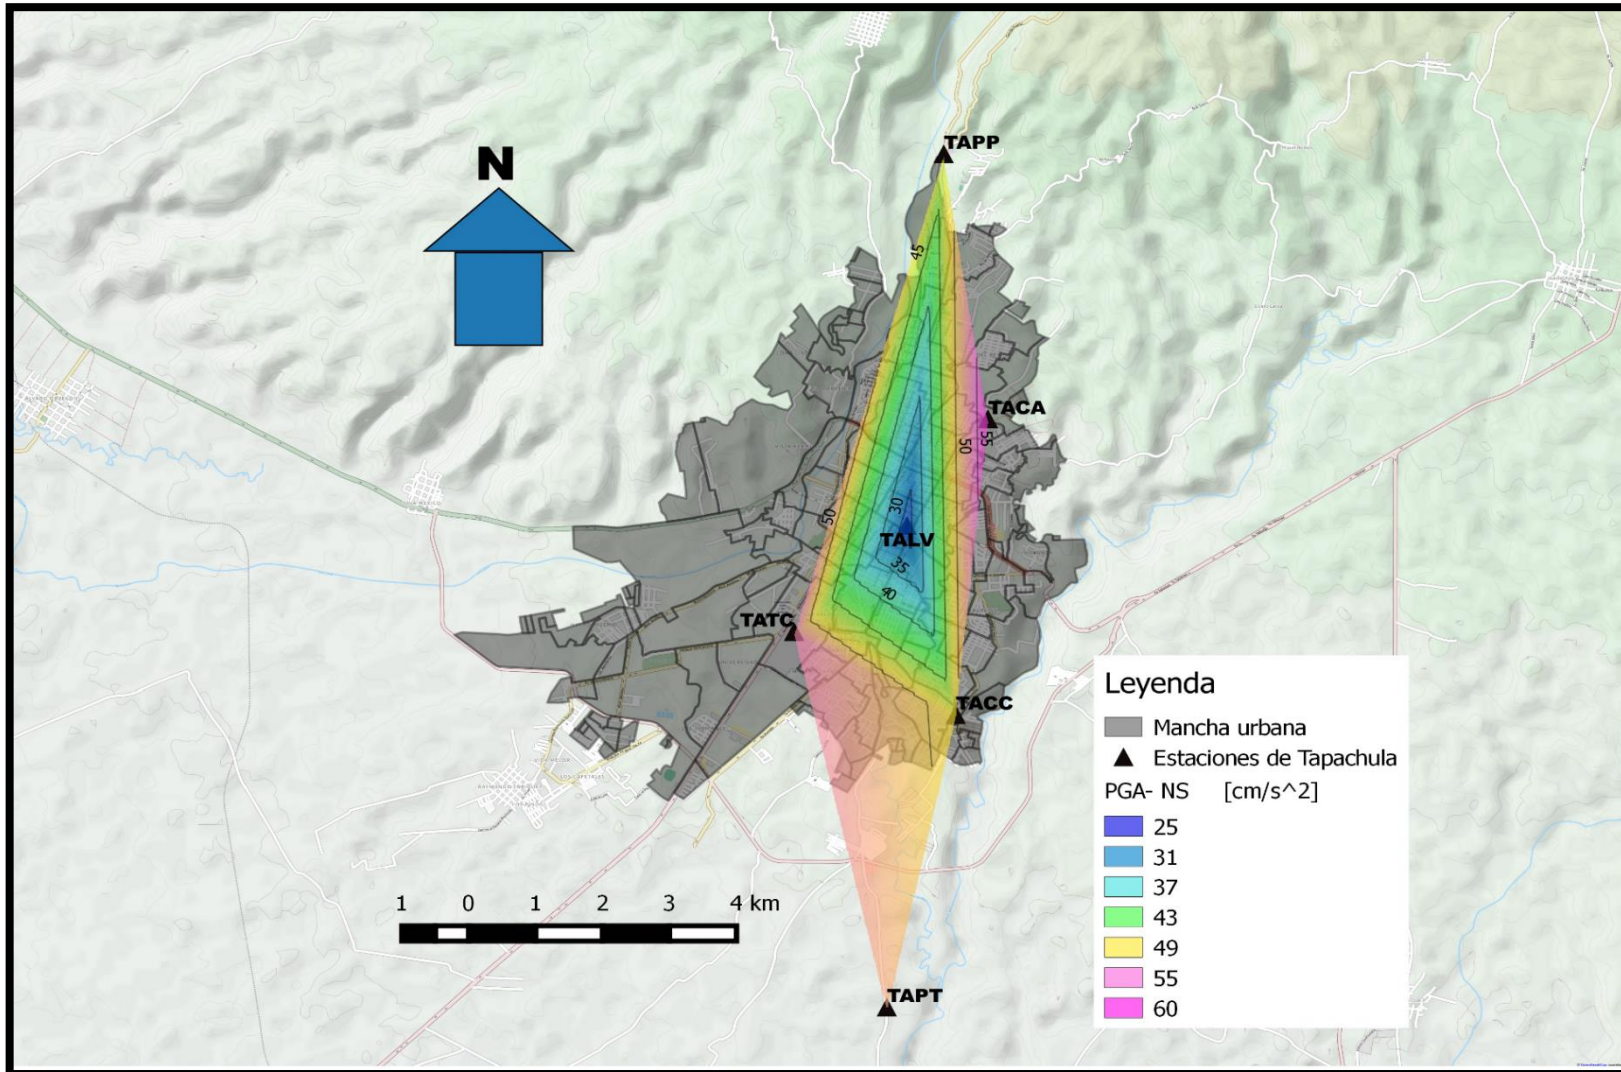 N
TAPP
45
TACA
55
50
30
50
TALV
35
40
TATC
TACC
TAPT
1 0 1 2 3 4 km
Leyenda
Mancha urbana
Estaciones de Tapachula
PGA- NS [cm/s^2]
25
31
37
43
49
55
60